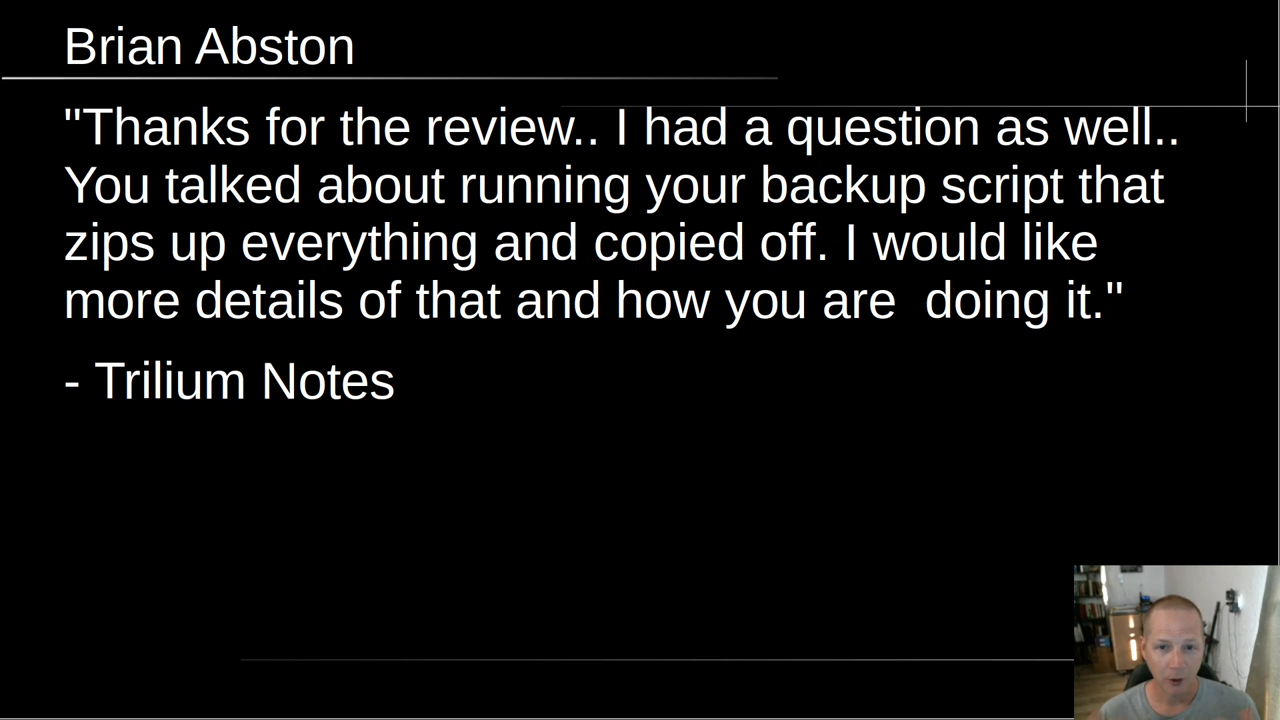 Brian Abston
"Thanks for the review.. I had a question as well..
You talked about running your backup script that
zips up everything and copied off. I would like
more details of that and how you are  doing it."
- Trilium Notes